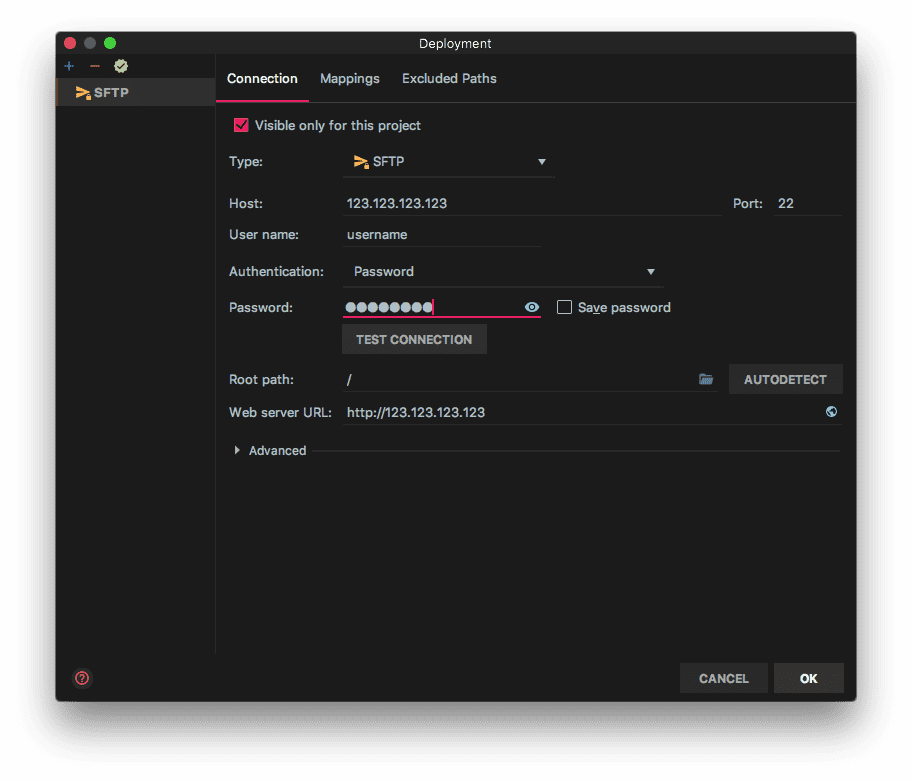 Deployment
SFTP
Connection Mappings Excluded Paths
Visible only for this project
Type: SFTP
Host: 123.123.123.123 Port: 22
User name: username
Authentication: Password
Password: ●●●●●●●● Save password
TEST CONNECTION
Root path: / AUTODETECT
Web server URL: http://123.123.123.123
Advanced
CANCEL OK